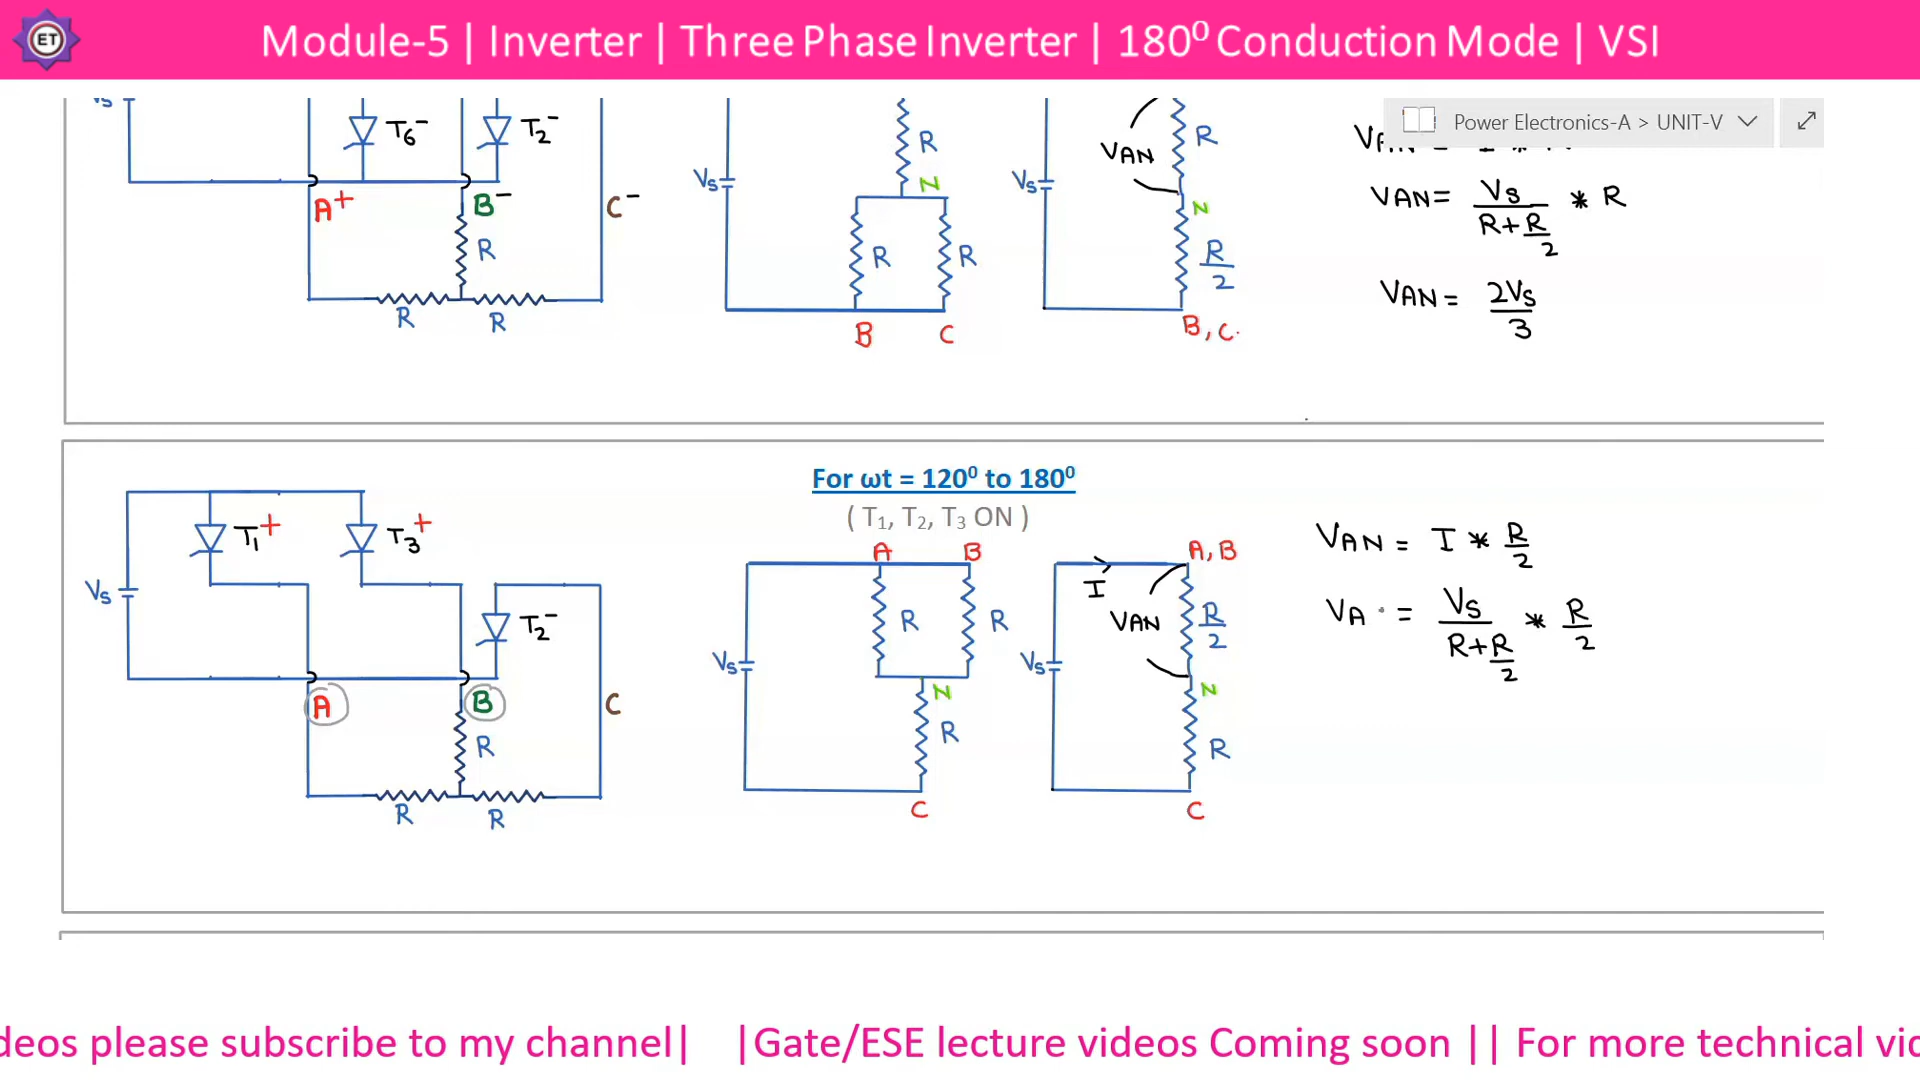 ET
Module-5 | Inverter | Three Phase Inverter | 180⁰ Conduction Mode | VSI
Power Electronics-A > UNIT-V
Vs
T6-
T2-
A+
B-
C-
R
R
R
Vs
R
N
R
R
B
C
Vs
VAN
R
N
R/2
B, C
VAN = Vs/(R+R/2) * R
VAN = 2Vs/3
For ωt = 120⁰ to 180⁰
( T₁, T₂, T₃ ON )
Vs
T1+
T3+
T2-
A
B
C
R
R
R
A
B
Vs
R
R
N
R
C
I
A, B
Vs
VAN
R/2
N
R
C
VAN = I * R/2
VA = Vs/(R+R/2) * R/2
deos please subscribe to my channel| |Gate/ESE lecture videos Coming soon || For more technical vid